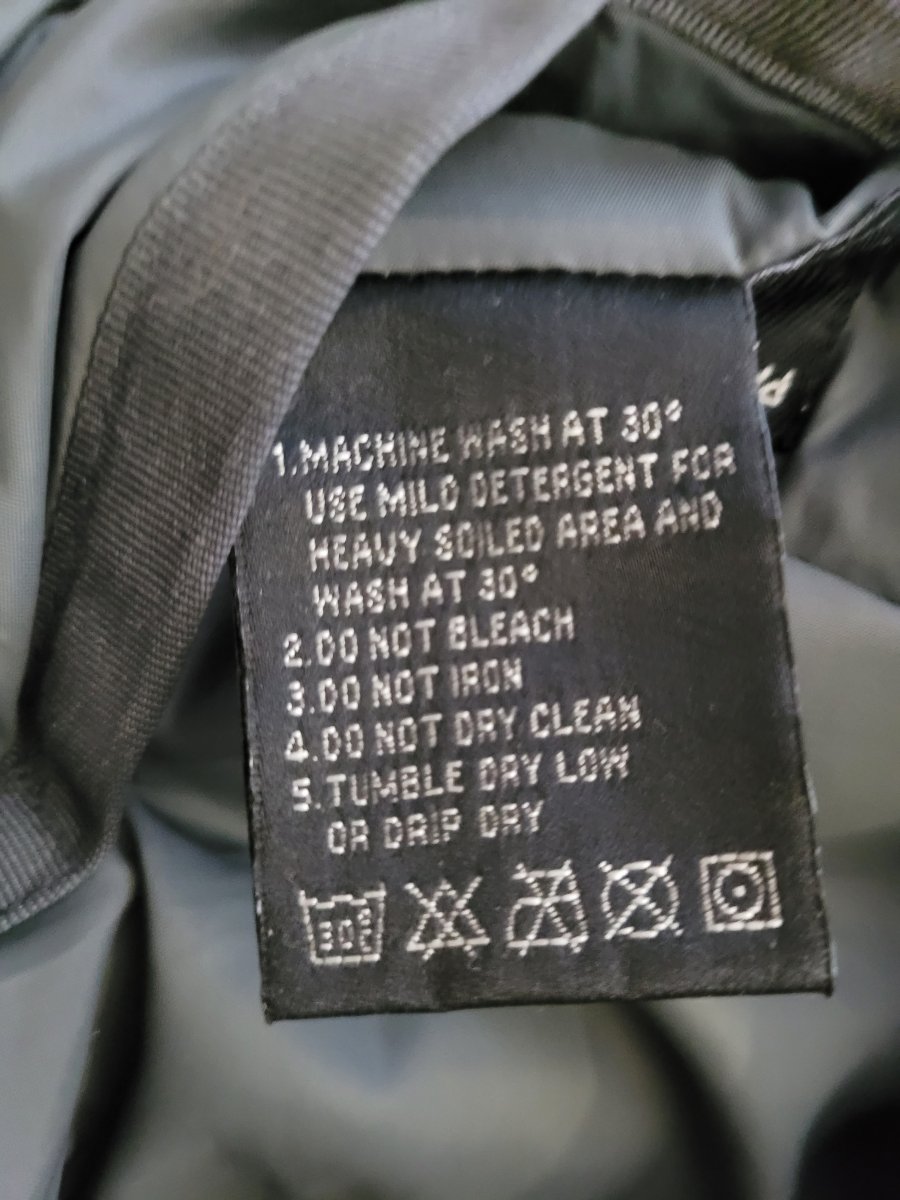 1.MACHINE WASH AT 30°
USE MILD DETERGENT FOR
HEAVY SOILED AREA AND
WASH AT 30°
2.DO NOT BLEACH
3.DO NOT IRON
4.DO NOT DRY CLEAN
5.TUMBLE DRY LOW
OR DRIP DRY